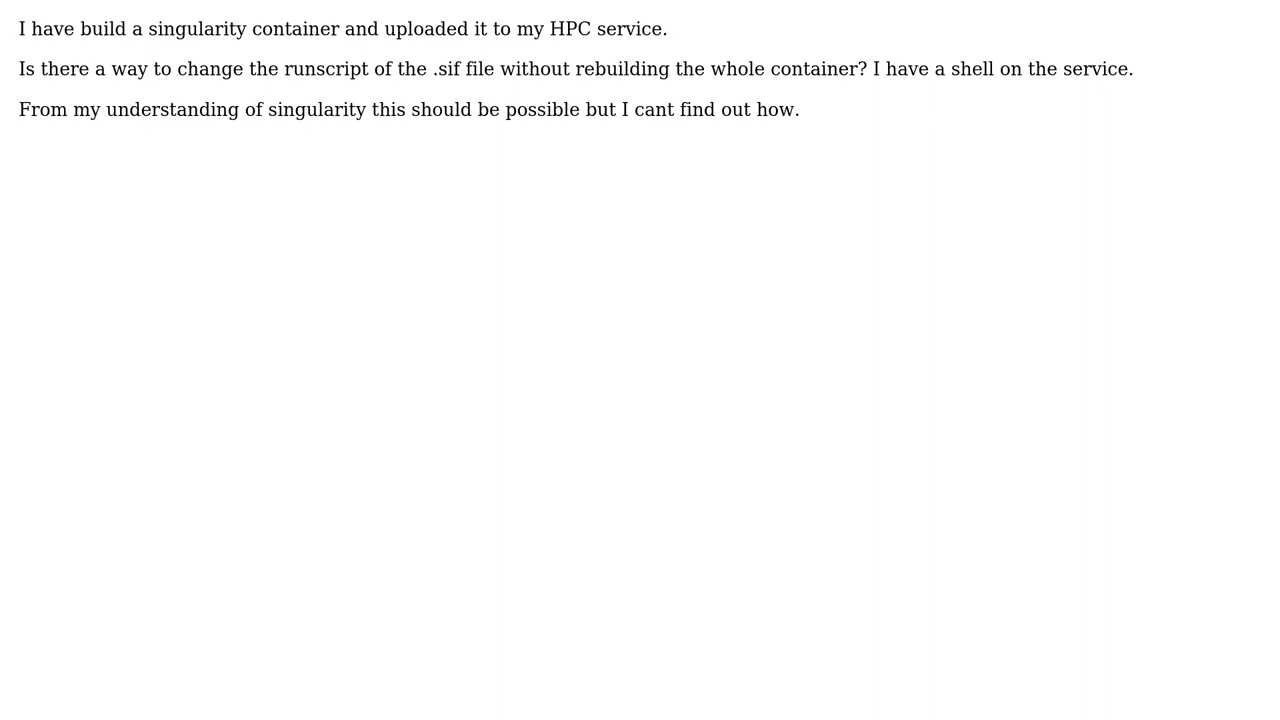 I have build a singularity container and uploaded it to my HPC service.
Is there a way to change the runscript of the .sif file without rebuilding the whole container? I have a shell on the service.
From my understanding of singularity this should be possible but I cant find out how.